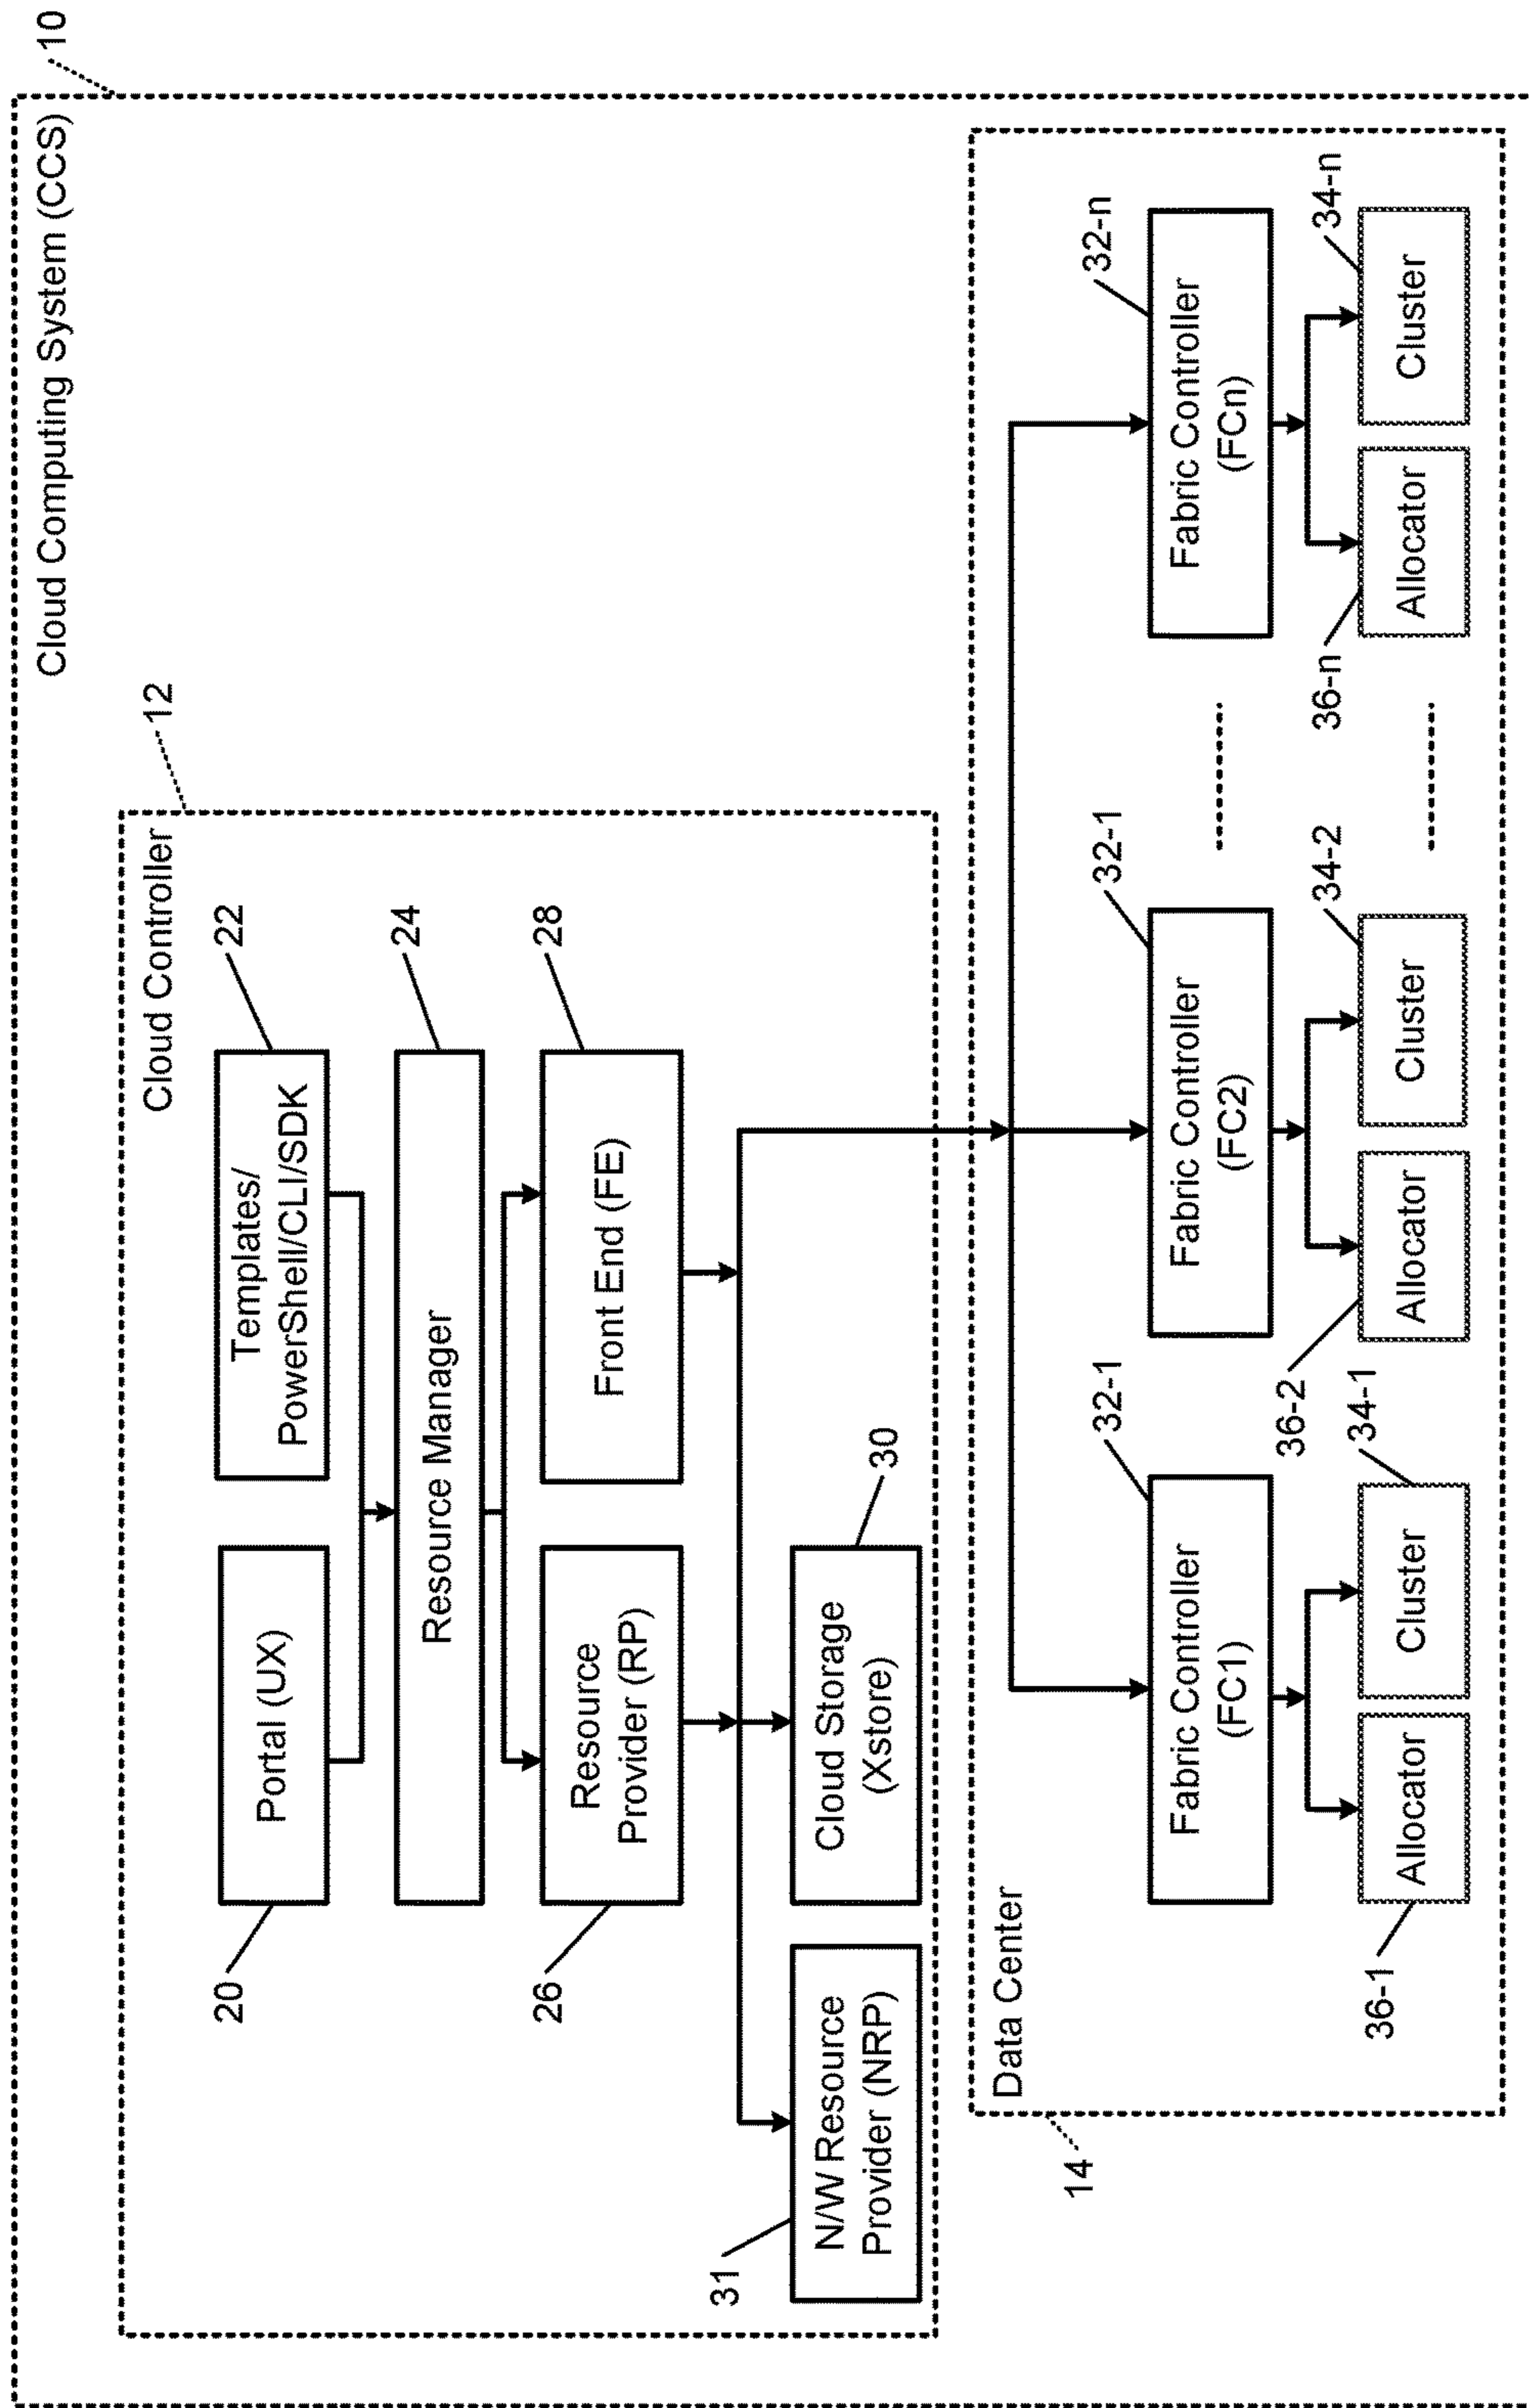 10
Cloud Computing System (CCS)
12
Cloud Controller
20
Portal (UX)
Templates/
PowerShell/CLI/SDK
22
Resource Manager
24
26
Resource
Provider (RP)
Front End (FE)
28
31
N/W Resource
Provider (NRP)
Cloud Storage
(Xstore)
30
14
Data Center
Fabric Controller
(FC1)
32-1
Fabric Controller
(FC2)
32-1
Fabric Controller
(FCn)
32-n
36-1
Allocator
Cluster
34-1
36-2
Allocator
Cluster
34-2
36-n
Allocator
Cluster
34-n